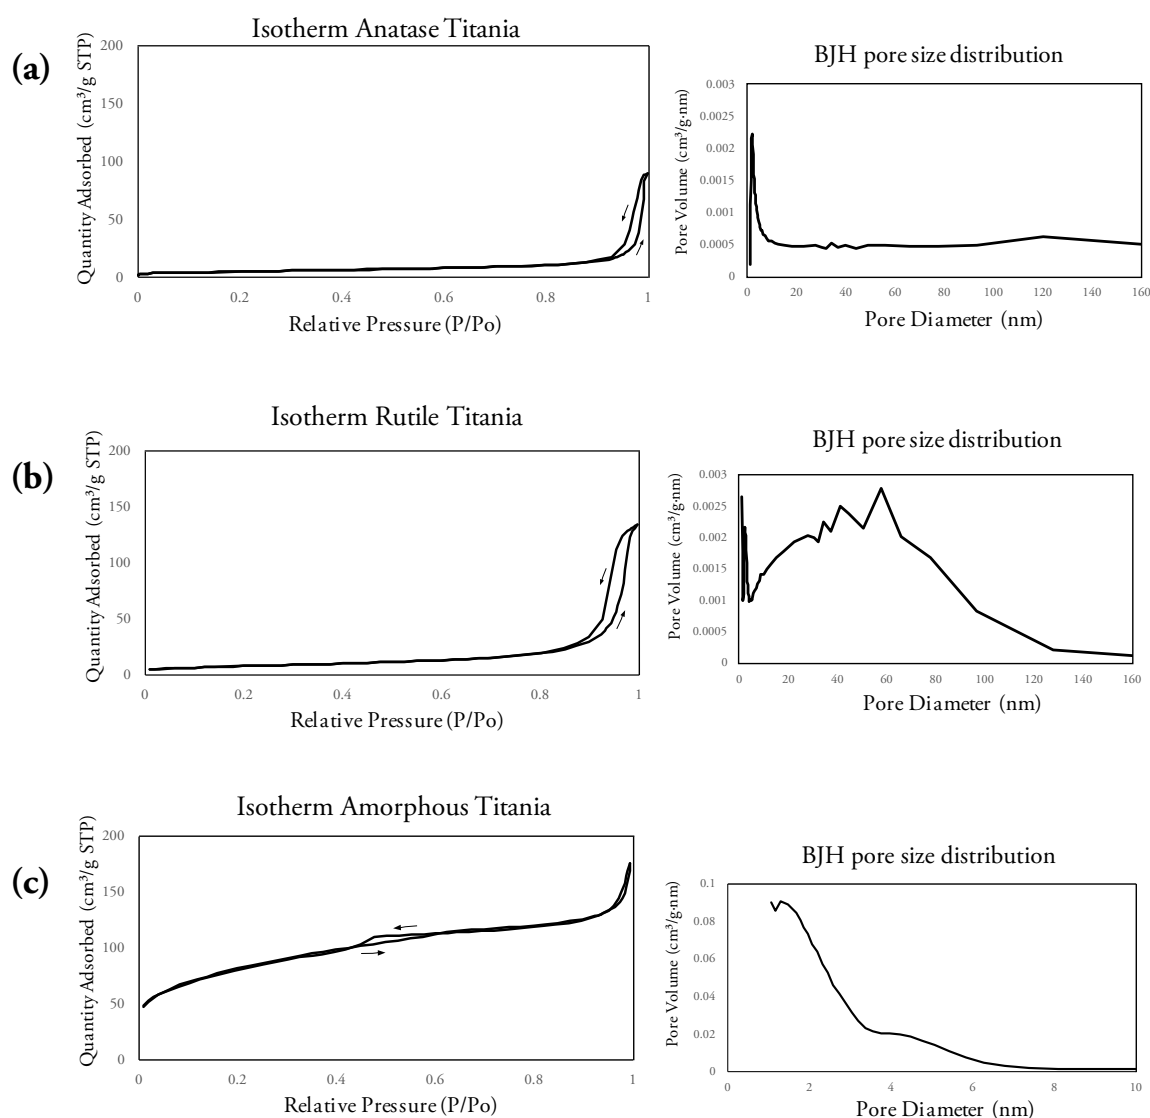 (a)
Isotherm Anatase Titania
Quantity Adsorbed (cm³/g STP)
200
150
100
50
0
0 0.2 0.4 0.6 0.8 1
Relative Pressure (P/Po)
BJH pore size distribution
Pore Volume (cm³/g·nm)
0.003
0.0025
0.002
0.0015
0.001
0.0005
0
0 20 40 60 80 100 120 140 160
Pore Diameter (nm)
(b)
Isotherm Rutile Titania
Quantity Adsorbed (cm³/g STP)
200
150
100
50
0
0 0.2 0.4 0.6 0.8 1
Relative Pressure (P/Po)
BJH pore size distribution
Pore Volume (cm³/g·nm)
0.003
0.0025
0.002
0.0015
0.001
0.0005
0
0 20 40 60 80 100 120 140 160
Pore Diameter (nm)
(c)
Isotherm Amorphous Titania
Quantity Adsorbed (cm³/g STP)
200
150
100
50
0
0 0.2 0.4 0.6 0.8 1
Relative Pressure (P/Po)
BJH pore size distribution
Pore Volume (cm³/g·nm)
0.1
0.08
0.06
0.04
0.02
0
0 2 4 6 8 10
Pore Diameter (nm)